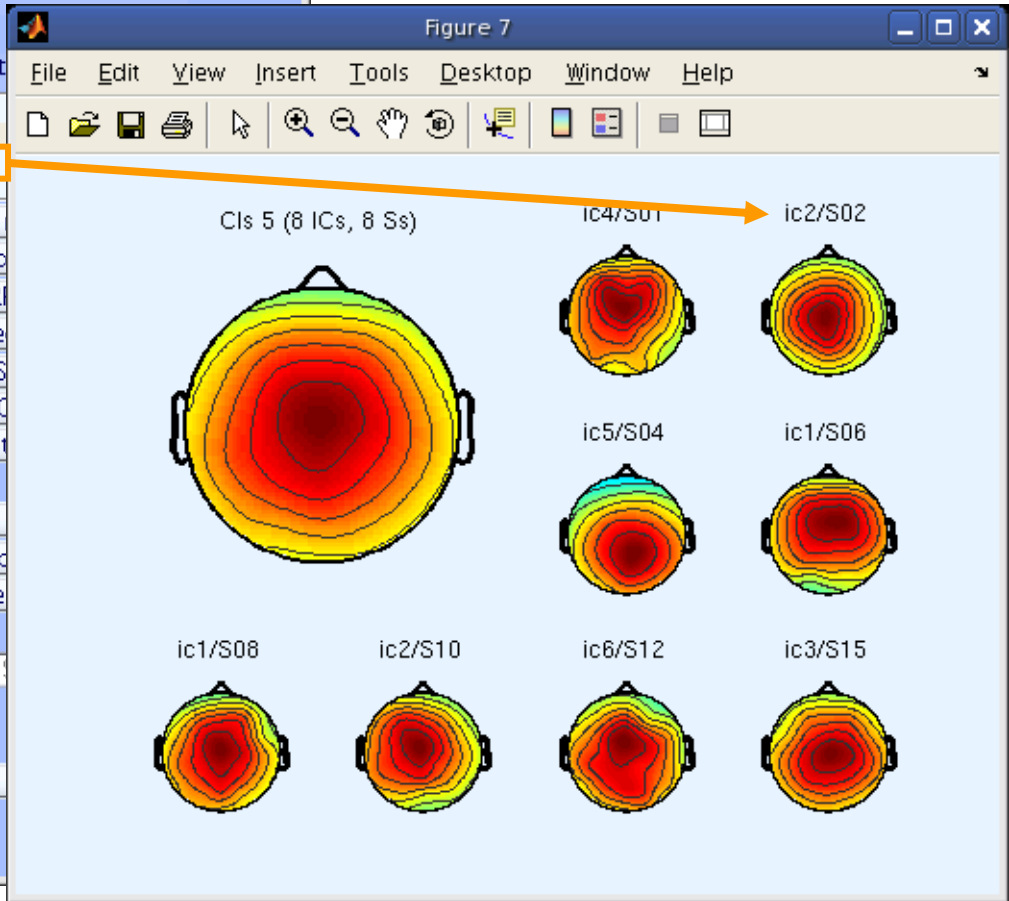 Figure 7
File Edit View Insert Tools Desktop Window Help
Cls 5 (8 ICs, 8 Ss)
ic4/S01
ic2/S02
ic5/S04
ic1/S06
ic1/S08
ic2/S10
ic6/S12
ic3/S15